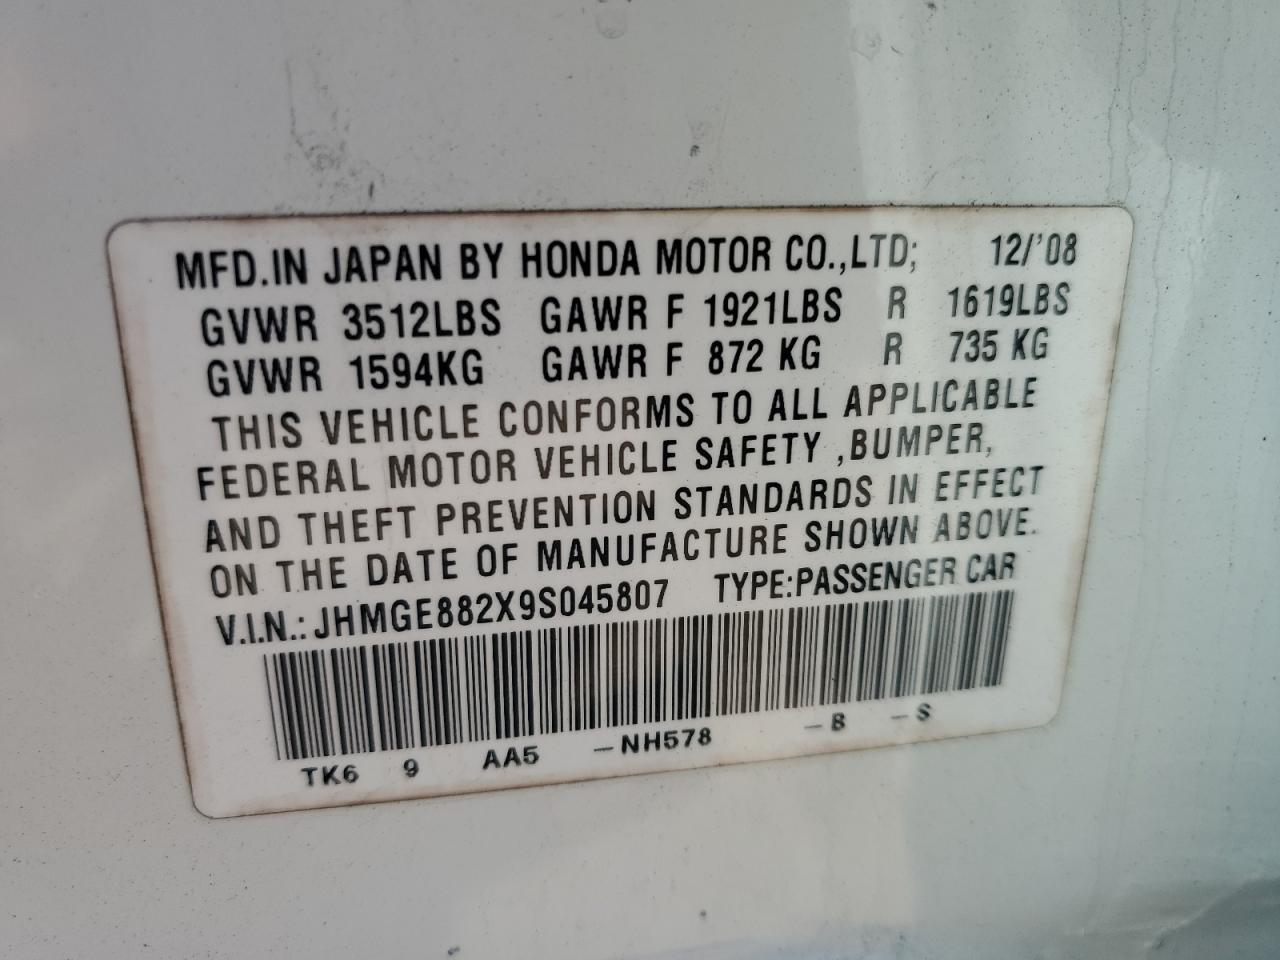 MFD.IN JAPAN BY HONDA MOTOR CO.,LTD; 12/'08
GVWR 3512LBS GAWR F 1921LBS R 1619LBS
GVWR 1594KG GAWR F 872 KG R 735 KG
THIS VEHICLE CONFORMS TO ALL APPLICABLE
FEDERAL MOTOR VEHICLE SAFETY ,BUMPER,
AND THEFT PREVENTION STANDARDS IN EFFECT
ON THE DATE OF MANUFACTURE SHOWN ABOVE.
V.I.N.: JHMGE882X9S045807 TYPE:PASSENGER CAR
TK6 9 AA5 –NH578 –B –S